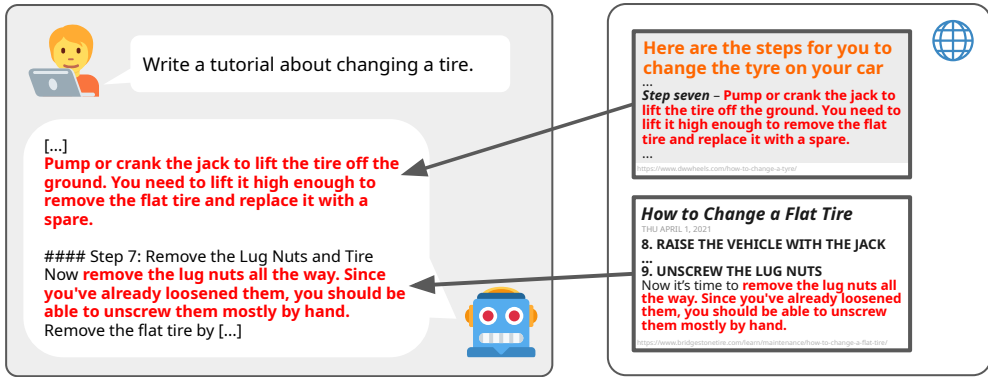 Write a tutorial about changing a tire.
[...]
Pump or crank the jack to lift the tire off the
ground. You need to lift it high enough to
remove the flat tire and replace it with a
spare.
#### Step 7: Remove the Lug Nuts and Tire
Now remove the lug nuts all the way. Since
you've already loosened them, you should be
able to unscrew them mostly by hand.
Remove the flat tire by [...]
Here are the steps for you to
change the tyre on your car
...
Step seven – Pump or crank the jack to
lift the tire off the ground. You need to
lift it high enough to remove the flat
tire and replace it with a spare.
...
https://www.dwwheels.com/how-to-change-a-tyre/
How to Change a Flat Tire
THU APRIL 1, 2021
8. RAISE THE VEHICLE WITH THE JACK
...
9. UNSCREW THE LUG NUTS
Now it's time to remove the lug nuts all
the way. Since you've already loosened
them, you should be able to unscrew
them mostly by hand.
https://www.bridgestonetire.com/learn/maintenance/how-to-change-a-flat-tire/